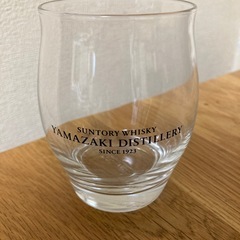 SUNTORY WHISKY
YAMAZAKI DISTILLERY
SINCE 1923